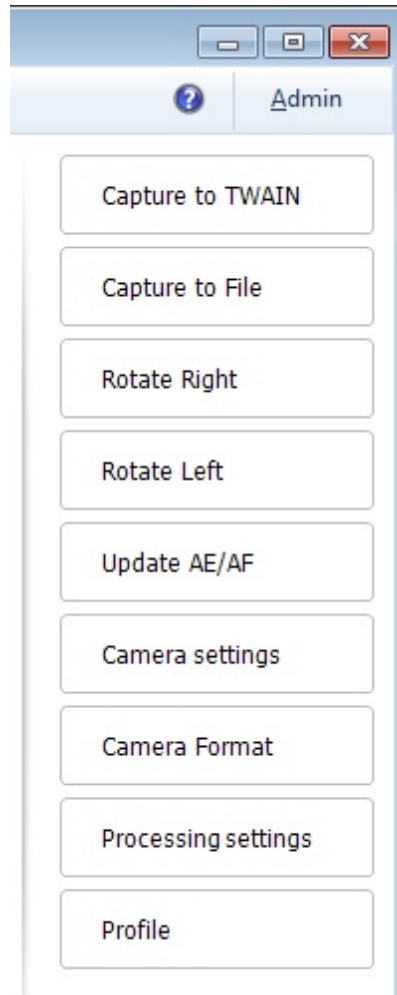 Admin
Capture to TWAIN
Capture to File
Rotate Right
Rotate Left
Update AE/AF
Camera settings
Camera Format
Processing settings
Profile